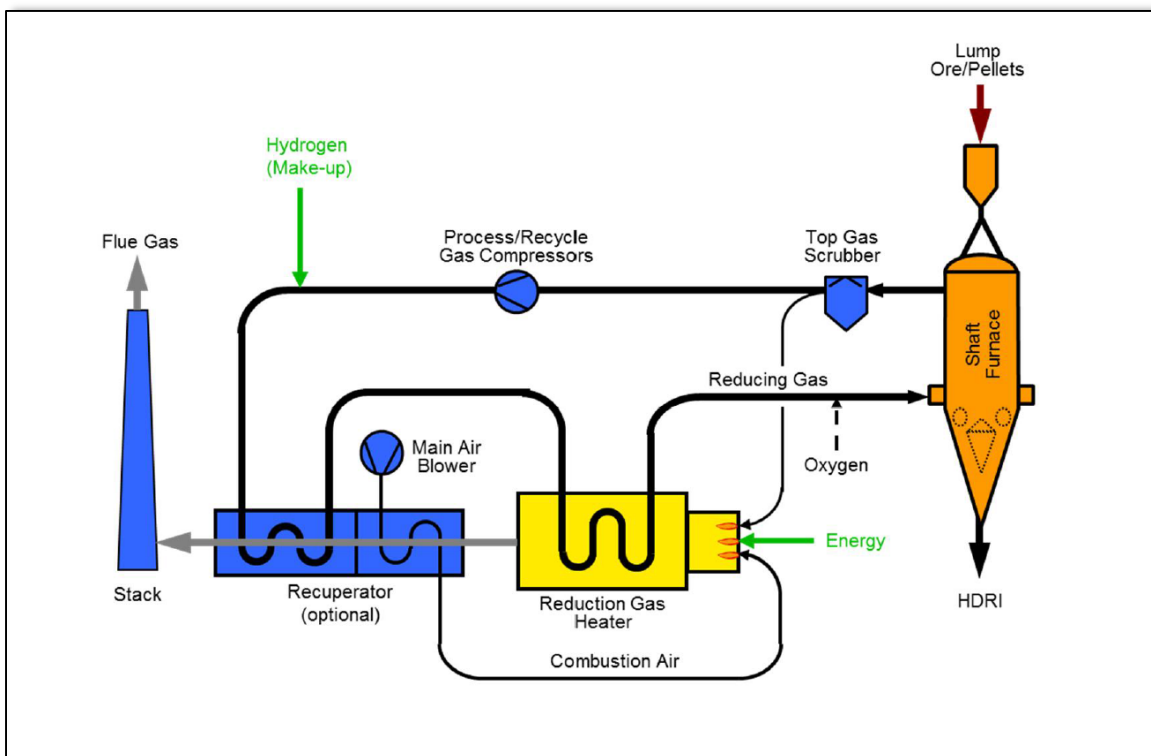 Lump
Ore/Pellets
Hydrogen
(Make-up)
Flue Gas
Process/Recycle
Gas Compressors
Top Gas
Scrubber
Shaft
Furnace
Reducing Gas
Main Air
Blower
Oxygen
Energy
Stack
Recuperator
(optional)
Reduction Gas
Heater
HDRI
Combustion Air